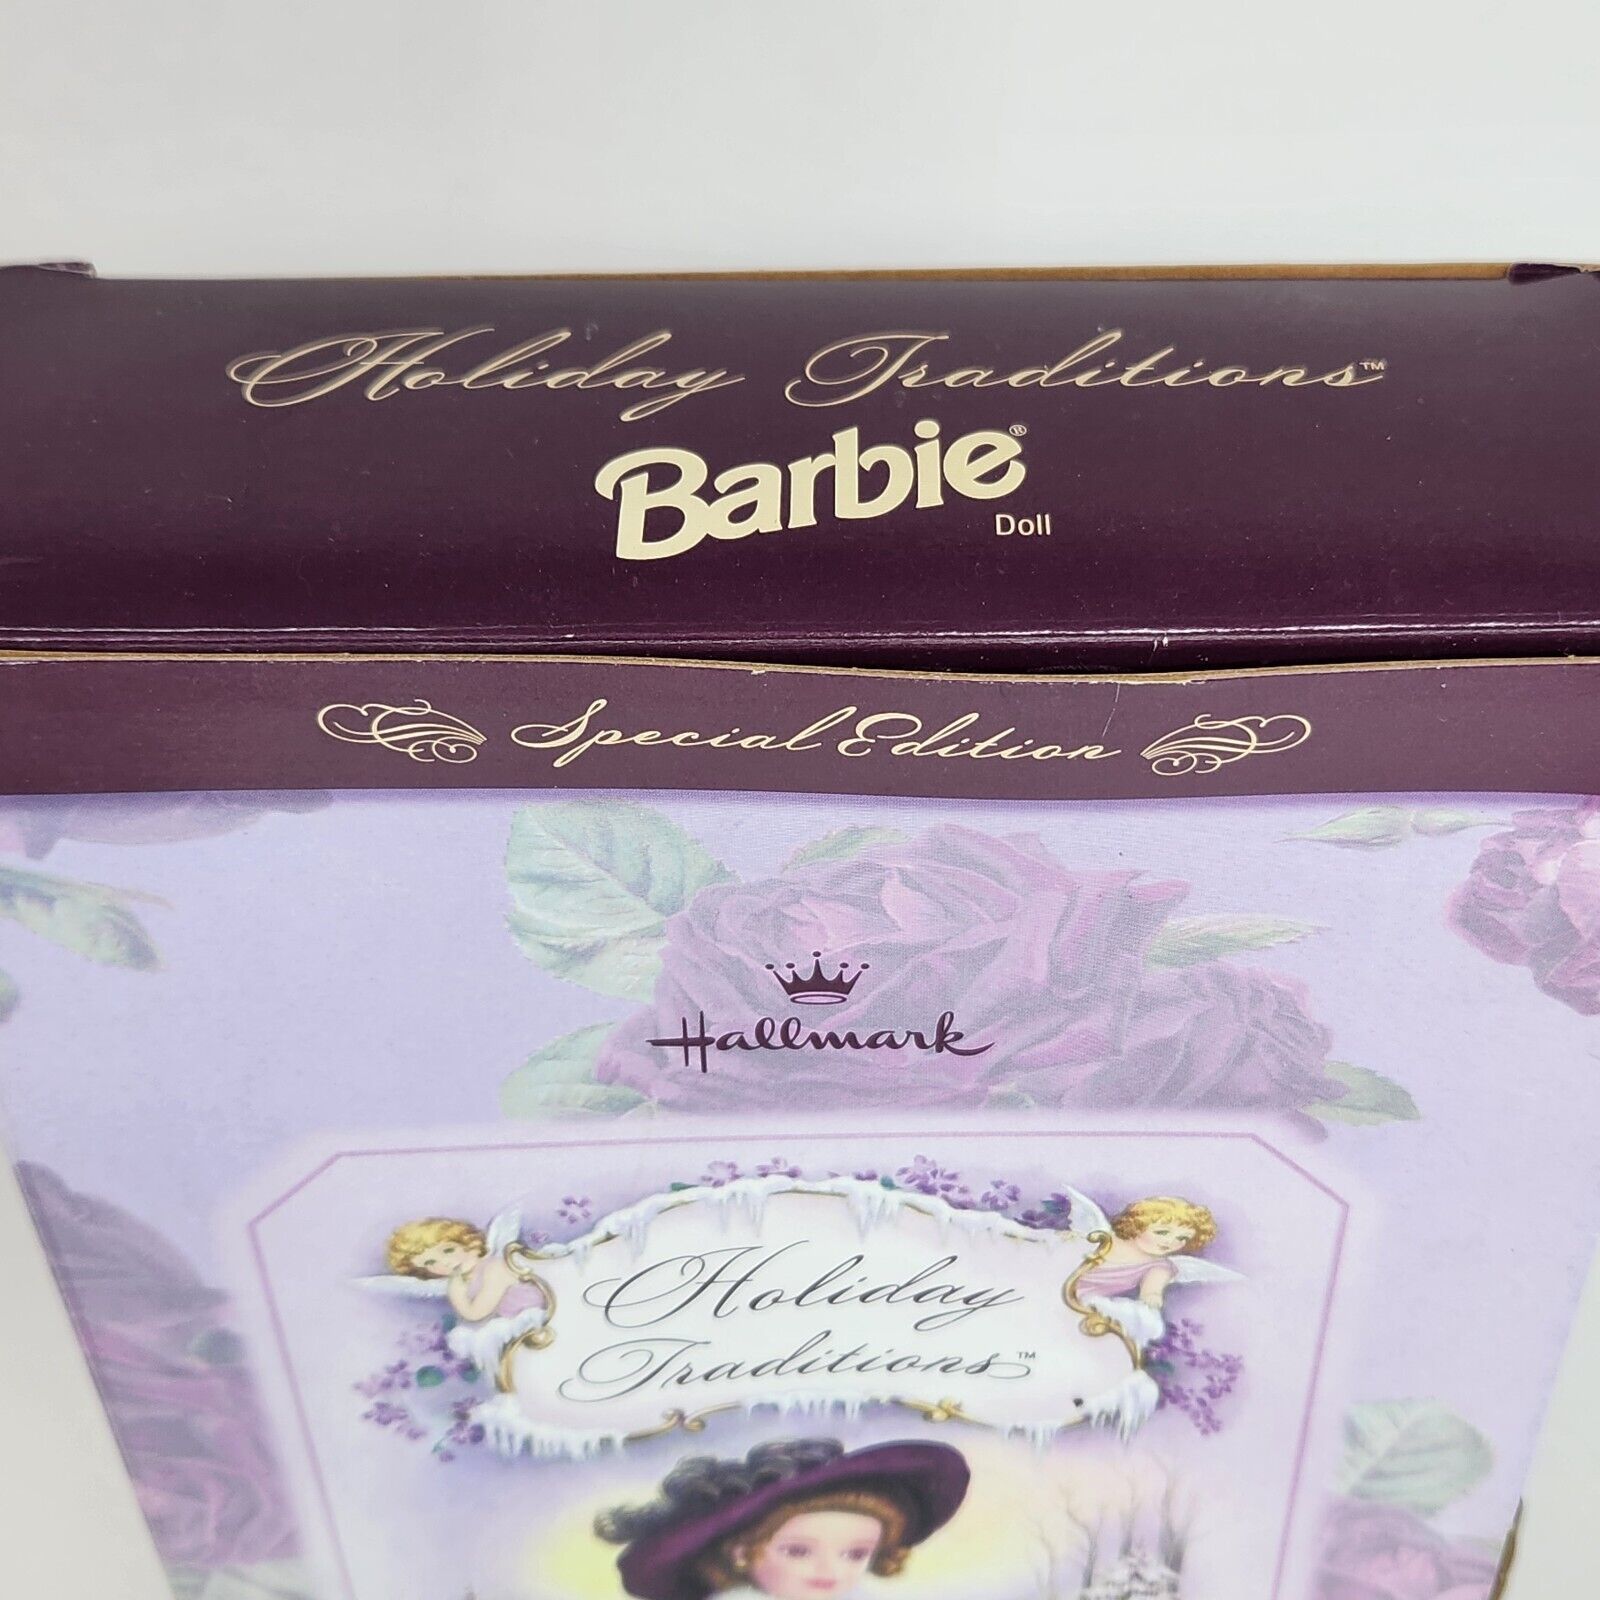 Holiday Traditions™
Barbie®
Doll
Special Edition
Hallmark
Holiday
Traditions™